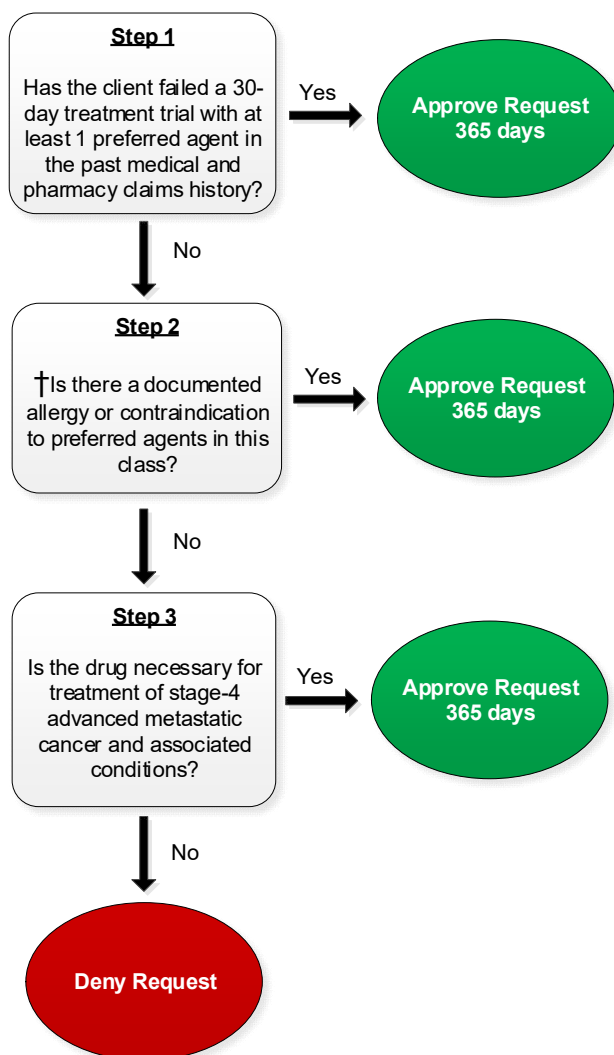 Step 1
Has the client failed a 30-
day treatment trial with at
least 1 preferred agent in
the past medical and
pharmacy claims history?
Yes
Approve Request
365 days
No
Step 2
†Is there a documented
allergy or contraindication
to preferred agents in this
class?
Yes
Approve Request
365 days
No
Step 3
Is the drug necessary for
treatment of stage-4
advanced metastatic
cancer and associated
conditions?
Yes
Approve Request
365 days
No
Deny Request